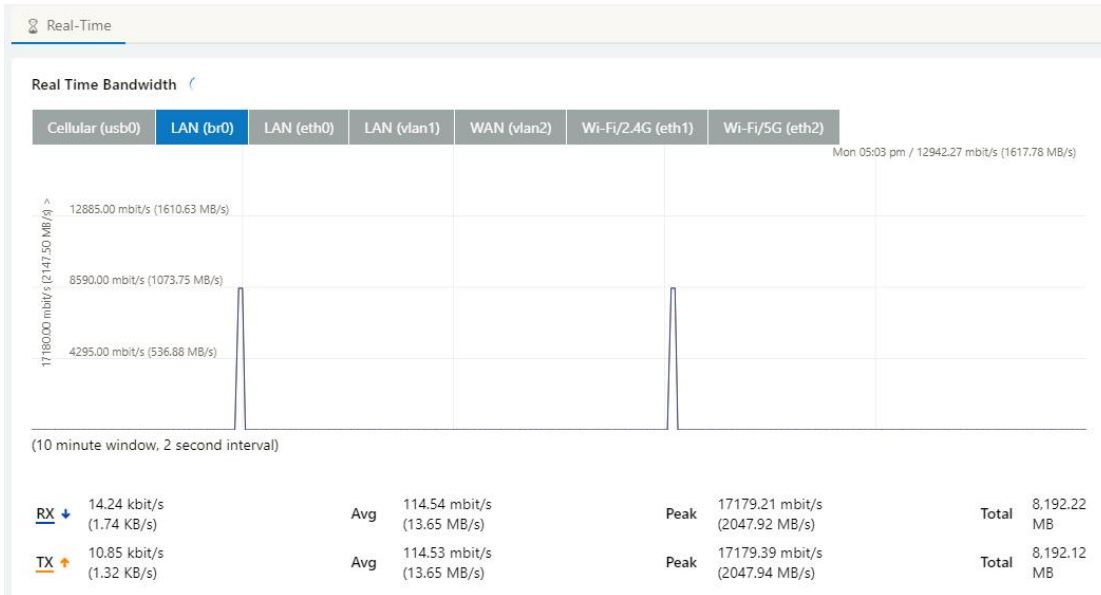 Real-Time
Real Time Bandwidth
Cellular (usb0) LAN (br0) LAN (eth0) LAN (vlan1) WAN (vlan2) Wi-Fi/2.4G (eth1) Wi-Fi/5G (eth2)
Mon 05:03 pm / 12942.27 mbit/s (1617.78 MB/s)
17180.00 mbit/s (2147.50 MB/s) >
12885.00 mbit/s (1610.63 MB/s)
8590.00 mbit/s (1073.75 MB/s)
4295.00 mbit/s (536.88 MB/s)
(10 minute window, 2 second interval)
RX 14.24 kbit/s Avg 114.54 mbit/s Peak 17179.21 mbit/s Total 8,192.22
(1.74 KB/s) (13.65 MB/s) (2047.92 MB/s) MB
TX 10.85 kbit/s Avg 114.53 mbit/s Peak 17179.39 mbit/s Total 8,192.12
(1.32 KB/s) (13.65 MB/s) (2047.94 MB/s) MB